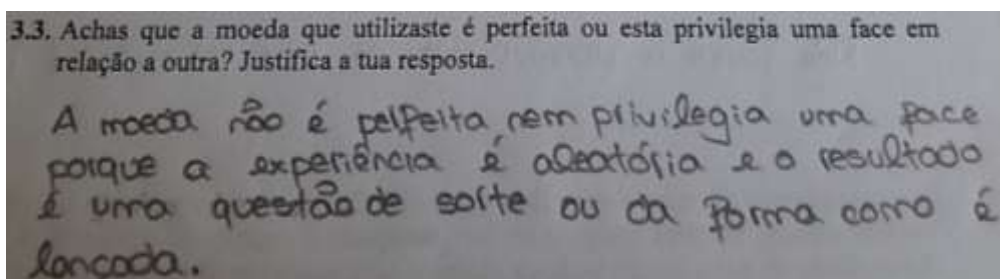 3.3. Achas que a moeda que utilizaste é perfeita ou esta privilegia uma face em
relação a outra? Justifica a tua resposta.
A moeda não é pelfeita nem privilegia uma face
porque a experiência é aleatória e o resultado
é uma questão de sorte ou da forma como é
lançada.